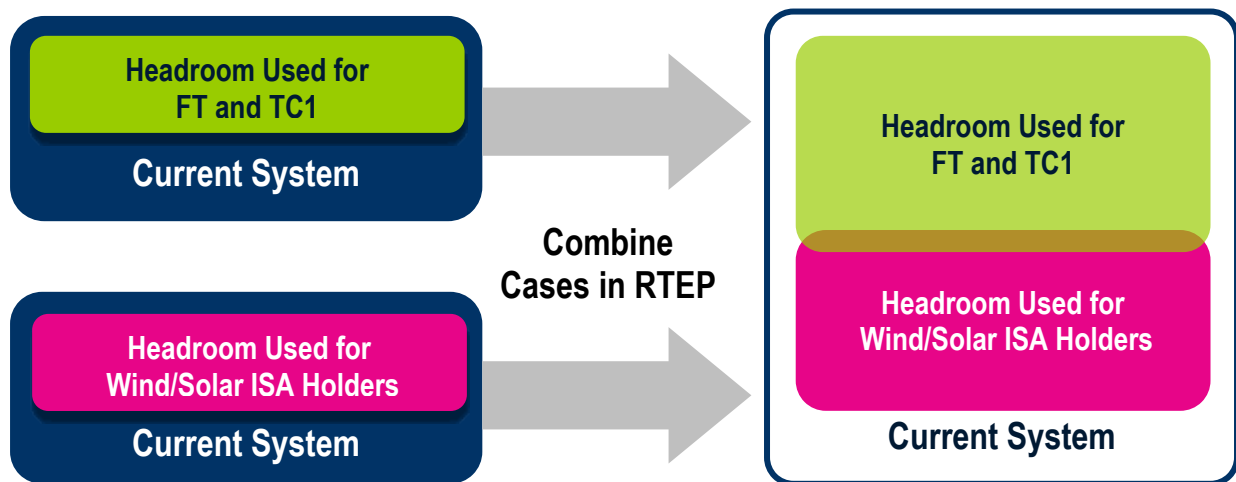 Headroom Used for
FT and TC1
Current System
Headroom Used for
Wind/Solar ISA Holders
Current System
Combine
Cases in RTEP
Headroom Used for
FT and TC1
Headroom Used for
Wind/Solar ISA Holders
Current System